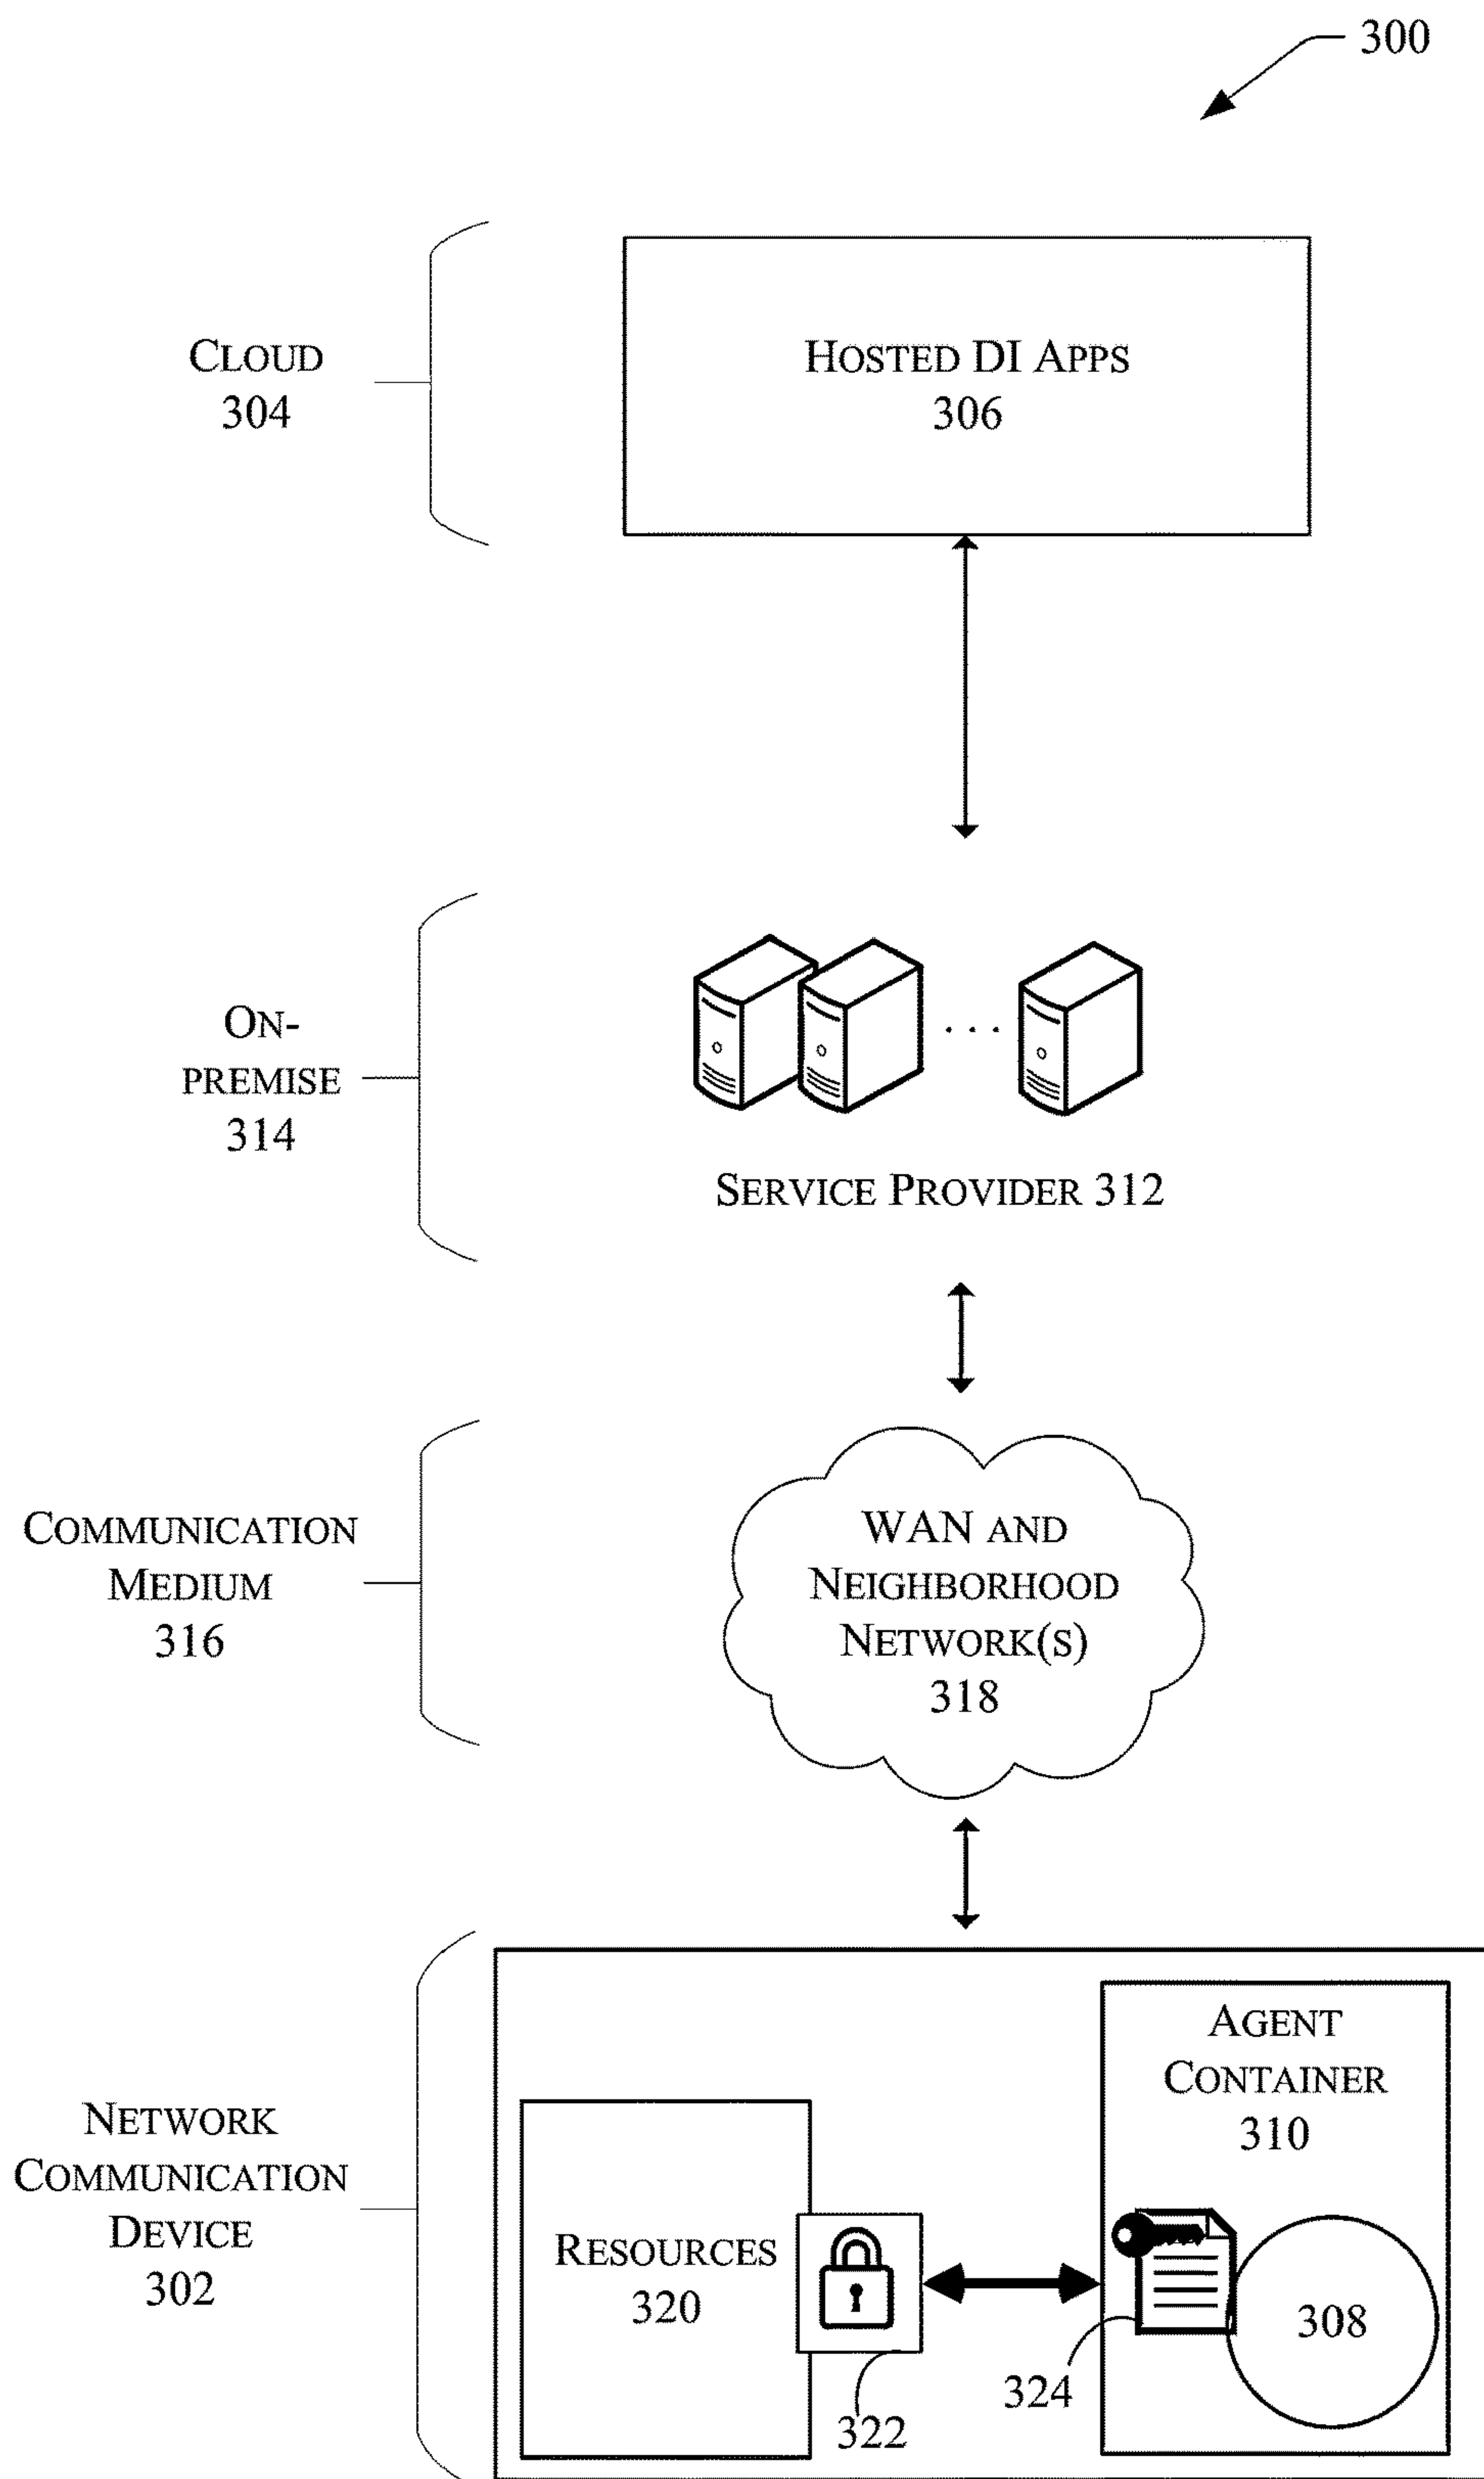 300
CLOUD
304
HOSTED DI APPS
306
ON-
PREMISE
314
SERVICE PROVIDER 312
COMMUNICATION
MEDIUM
316
WAN AND
NEIGHBORHOOD
NETWORK(S)
318
NETWORK
COMMUNICATION
DEVICE
302
RESOURCES
320
322
AGENT
CONTAINER
310
324
308